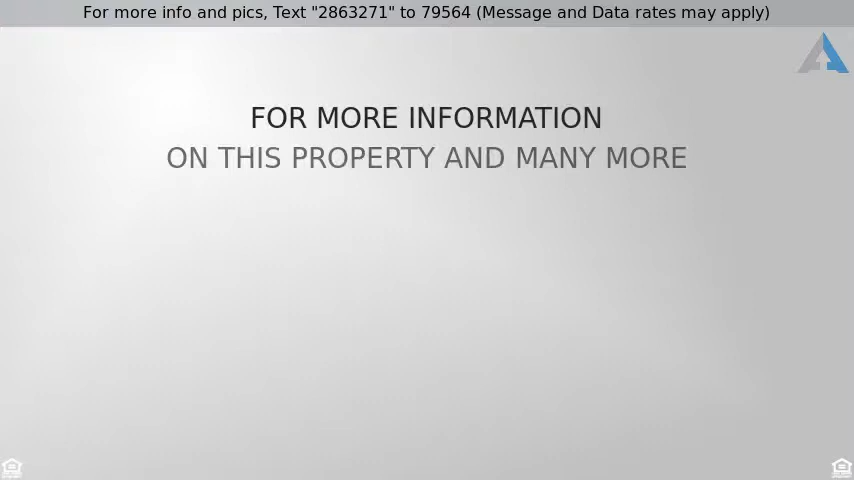 For more info and pics, Text "2863271" to 79564 (Message and Data rates may apply)
FOR MORE INFORMATION
ON THIS PROPERTY AND MANY MORE